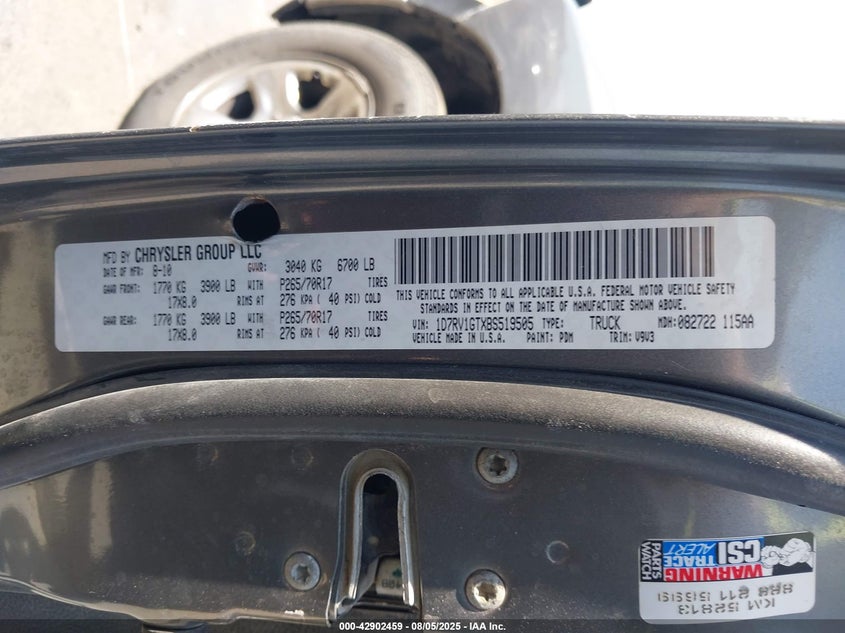 MFD BY CHRYSLER GROUP LLC
DATE OF MFR: 8-10 GVWR: 3040 KG 6700 LB
GAWR FRONT: 1770 KG 3900 LB WITH P265/70R17 TIRES
17X8.0 RIMS AT 276 KPA ( 40 PSI) COLD
GAWR REAR: 1770 KG 3900 LB WITH P265/70R17 TIRES
17X8.0 RIMS AT 276 KPA ( 40 PSI) COLD
THIS VEHICLE CONFORMS TO ALL APPLICABLE U.S.A. FEDERAL MOTOR VEHICLE SAFETY
STANDARDS IN EFFECT ON THE DATE OF MANUFACTURE SHOWN ABOVE.
VIN: 1D7RV1GTXBS519505 TYPE: TRUCK MDH: 082722 115AA
VEHICLE MADE IN U.S.A. PAINT: PDM TRIM: V9V3
PARTS WATCH
WARNING
CSI TRACE ALERT
KM 52813
000-42902459 - 08/05/2025 - IAA Inc.